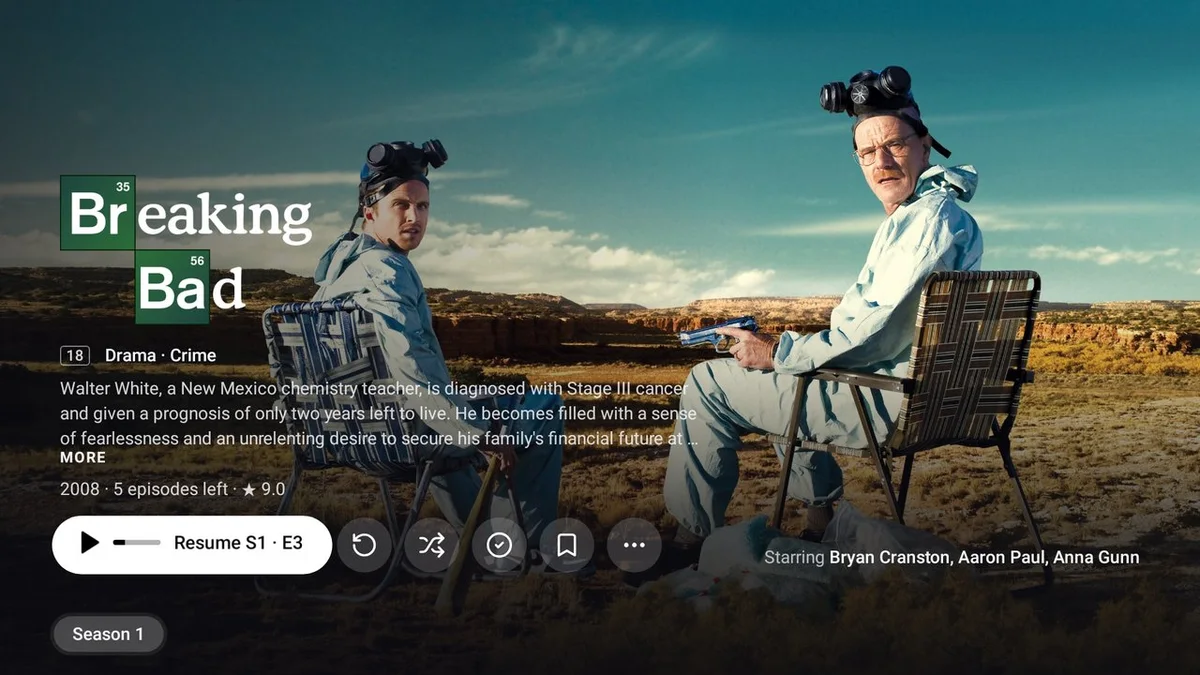 35
Breaking
56
Bad
18 Drama · Crime
Walter White, a New Mexico chemistry teacher, is diagnosed with Stage III cancer
and given a prognosis of only two years left to live. He becomes filled with a sense
of fearlessness and an unrelenting desire to secure his family's financial future at ...
MORE
2008 · 5 episodes left · ★ 9.0
Resume S1 · E3
Starring Bryan Cranston, Aaron Paul, Anna Gunn
Season 1